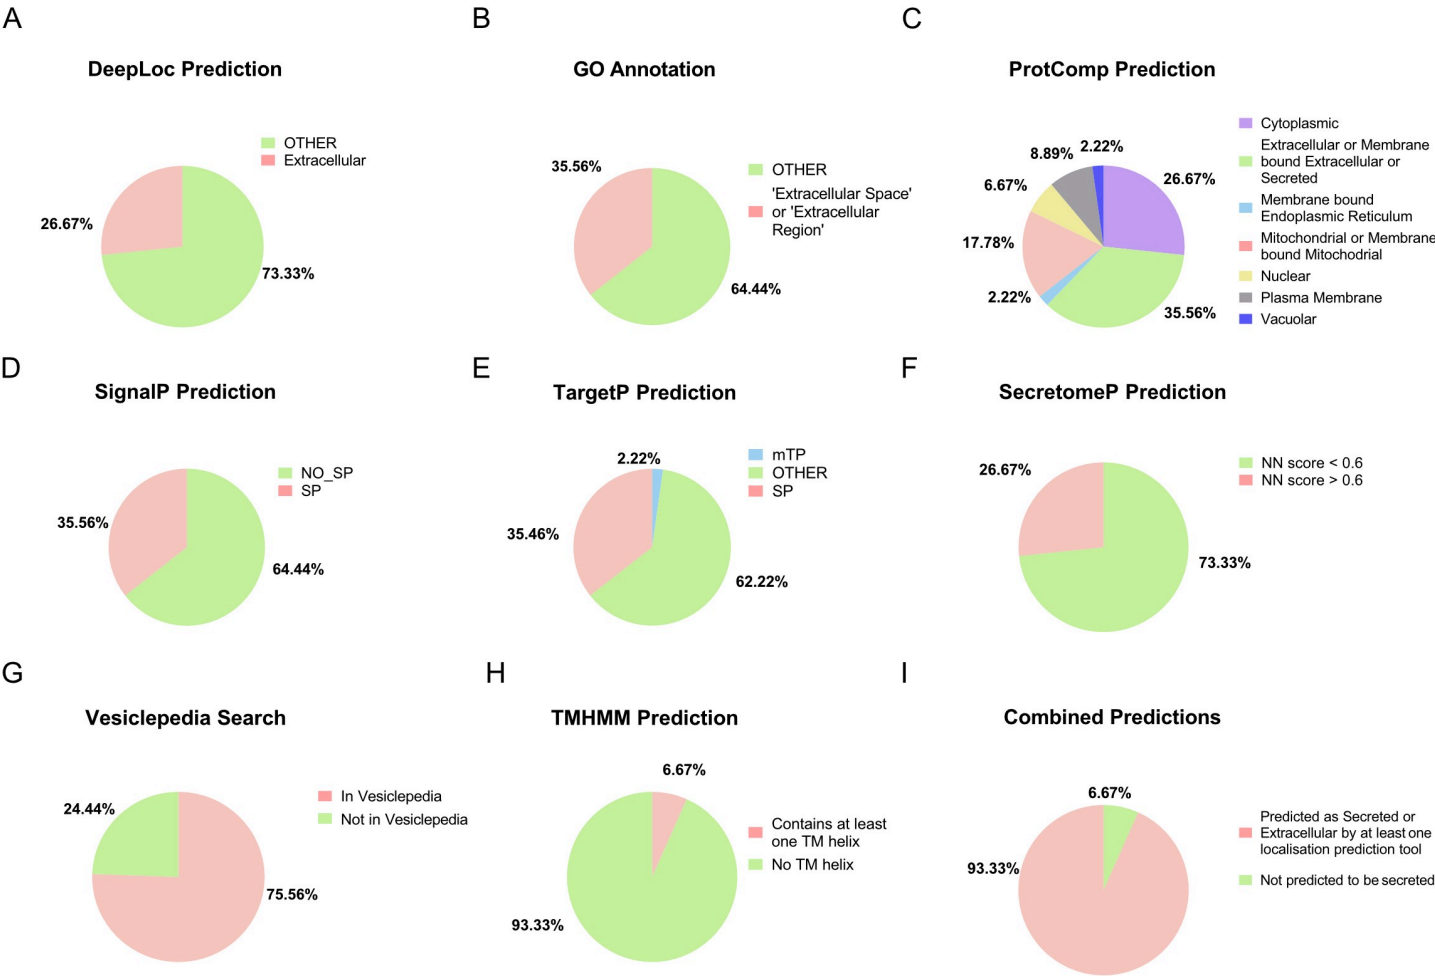 A
DeepLoc Prediction
OTHER
Extracellular
26.67%
73.33%
B
GO Annotation
35.56%
OTHER
'Extracellular Space'
or 'Extracellular
Region'
64.44%
C
ProtComp Prediction
2.22%
8.89%
6.67%
26.67%
17.78%
2.22%
35.56%
Cytoplasmic
Extracellular or Membrane
bound Extracellular or
Secreted
Membrane bound
Endoplasmic Reticulum
Mitochondrial or Membrane
bound Mitochodrial
Nuclear
Plasma Membrane
Vacuolar
D
SignalP Prediction
NO_SP
SP
35.56%
64.44%
E
TargetP Prediction
2.22%
mTP
OTHER
SP
35.46%
62.22%
F
SecretomeP Prediction
26.67%
NN score < 0.6
NN score > 0.6
73.33%
G
Vesiclepedia Search
24.44%
In Vesiclepedia
Not in Vesiclepedia
75.56%
H
TMHMM Prediction
6.67%
Contains at least
one TM helix
No TM helix
93.33%
I
Combined Predictions
6.67%
Predicted as Secreted or
Extracellular by at least one
localisation prediction tool
93.33%
Not predicted to be secreted